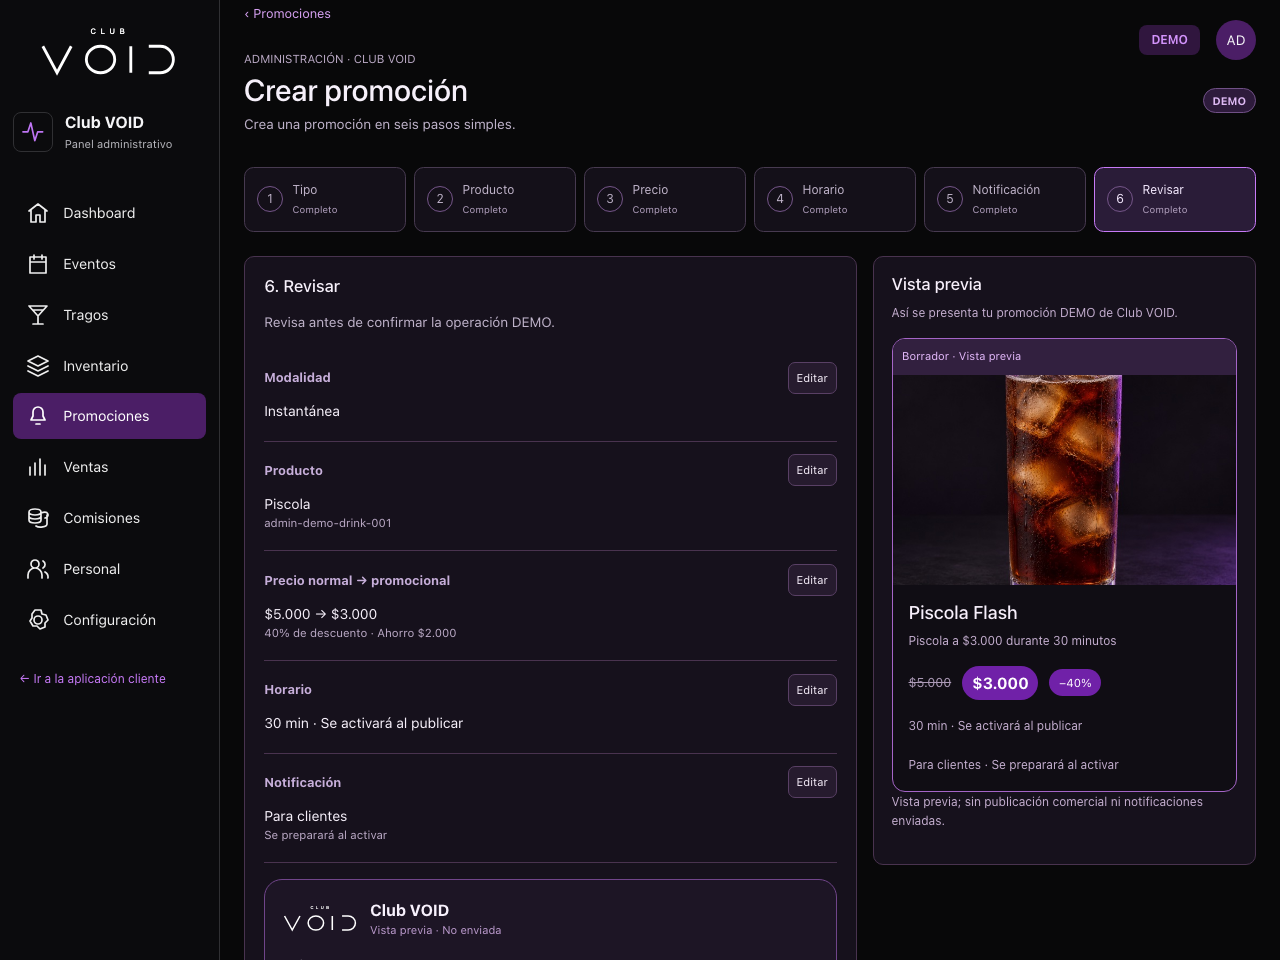 CLUB
VOID
Club VOID
Panel administrativo
Dashboard
Eventos
Tragos
Inventario
Promociones
Ventas
Comisiones
Personal
Configuración
← Ir a la aplicación cliente
‹ Promociones
DEMO
AD
ADMINISTRACIÓN · CLUB VOID
Crear promoción
DEMO
Crea una promoción en seis pasos simples.
1
Tipo
Completo
2
Producto
Completo
3
Precio
Completo
4
Horario
Completo
5
Notificación
Completo
6
Revisar
Completo
6. Revisar
Revisa antes de confirmar la operación DEMO.
Modalidad
Editar
Instantánea
Producto
Editar
Piscola
admin-demo-drink-001
Precio normal → promocional
Editar
$5.000 → $3.000
40% de descuento · Ahorro $2.000
Horario
Editar
30 min · Se activará al publicar
Notificación
Editar
Para clientes
Se preparará al activar
CLUB
VOID
Club VOID
Vista previa · No enviada
Vista previa
Así se presenta tu promoción DEMO de Club VOID.
Borrador · Vista previa
Piscola Flash
Piscola a $3.000 durante 30 minutos
$5.000 $3.000 −40%
30 min · Se activará al publicar
Para clientes · Se preparará al activar
Vista previa; sin publicación comercial ni notificaciones
enviadas.